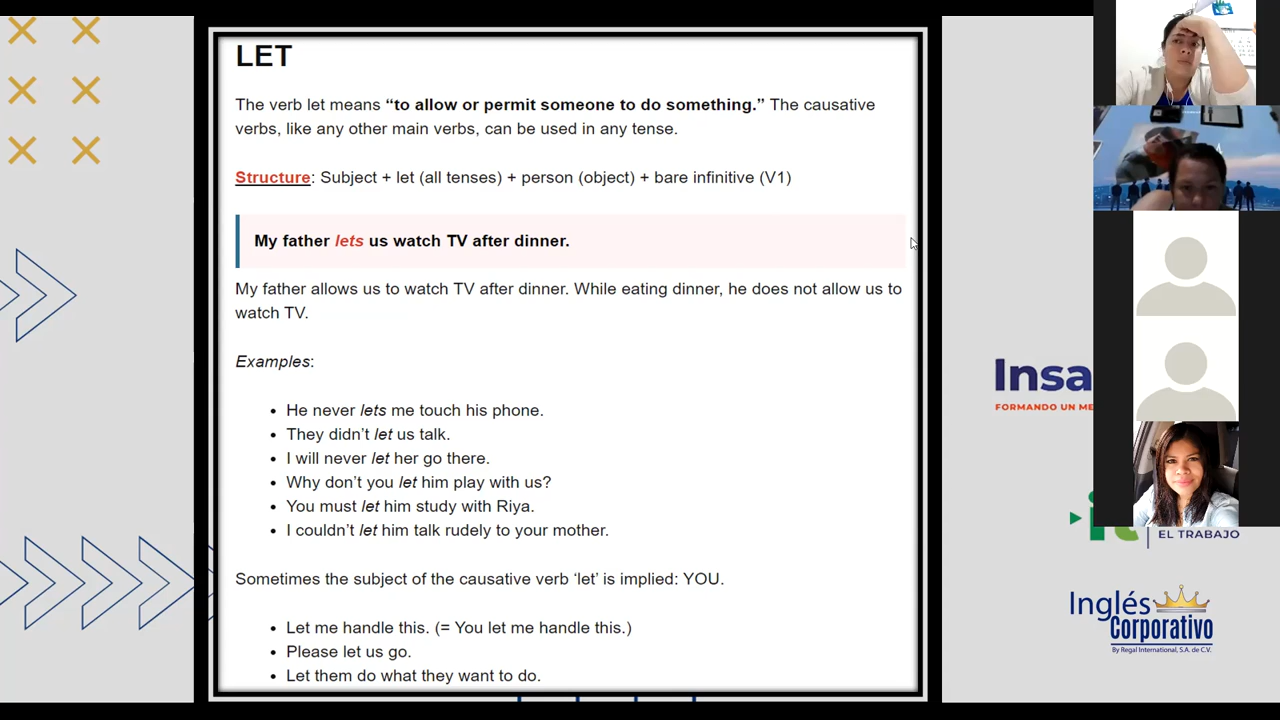 LET
The verb let means “to allow or permit someone to do something.” The causative
verbs, like any other main verbs, can be used in any tense.
Structure: Subject + let (all tenses) + person (object) + bare infinitive (V1)
My father lets us watch TV after dinner.
My father allows us to watch TV after dinner. While eating dinner, he does not allow us to
watch TV.
Examples:
• He never lets me touch his phone.
• They didn’t let us talk.
• I will never let her go there.
• Why don’t you let him play with us?
• You must let him study with Riya.
• I couldn’t let him talk rudely to your mother.
Sometimes the subject of the causative verb ‘let’ is implied: YOU.
• Let me handle this. (= You let me handle this.)
• Please let us go.
• Let them do what they want to do.
Insa
FORMANDO UN ME
EL TRABAJO
Inglés
Corporativo
By Regal International, S.A. de C.V.